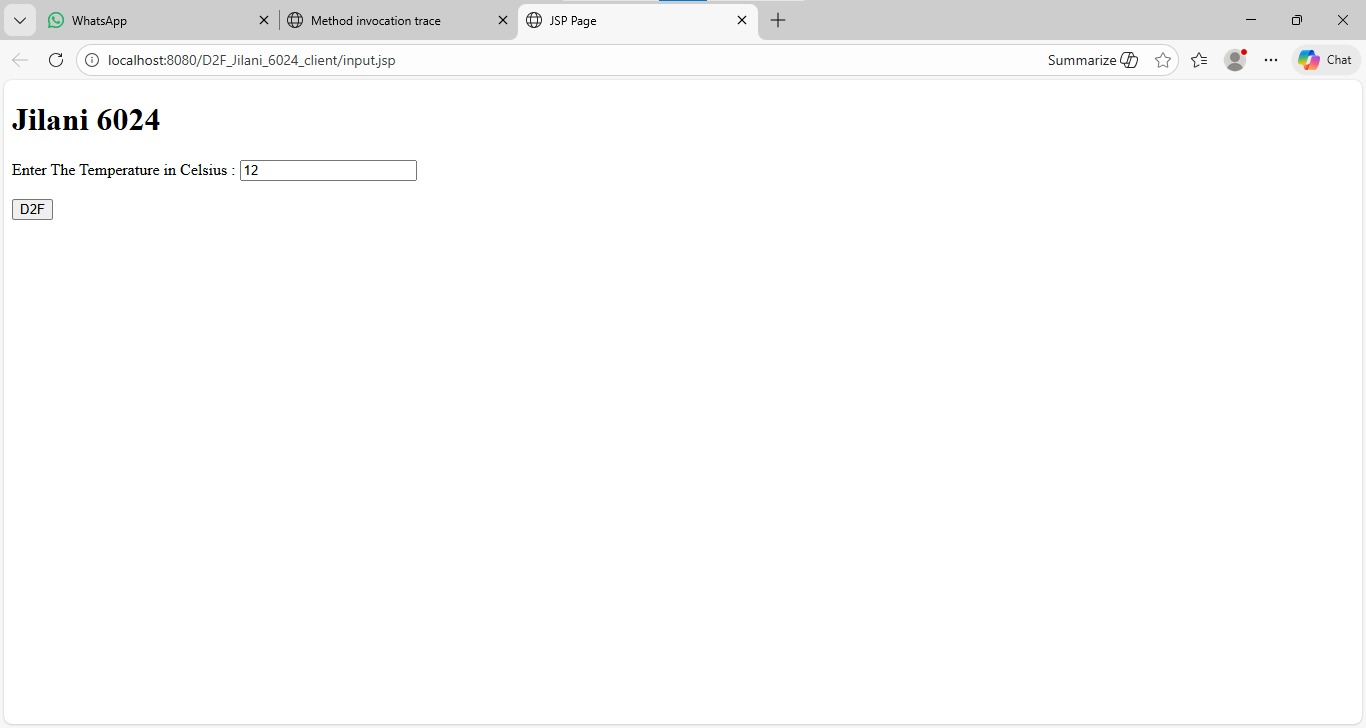 WhatsApp
Method invocation trace
JSP Page
localhost:8080/D2F_Jilani_6024_client/input.jsp
Summarize
Chat
Jilani 6024
Enter The Temperature in Celsius : 12
D2F